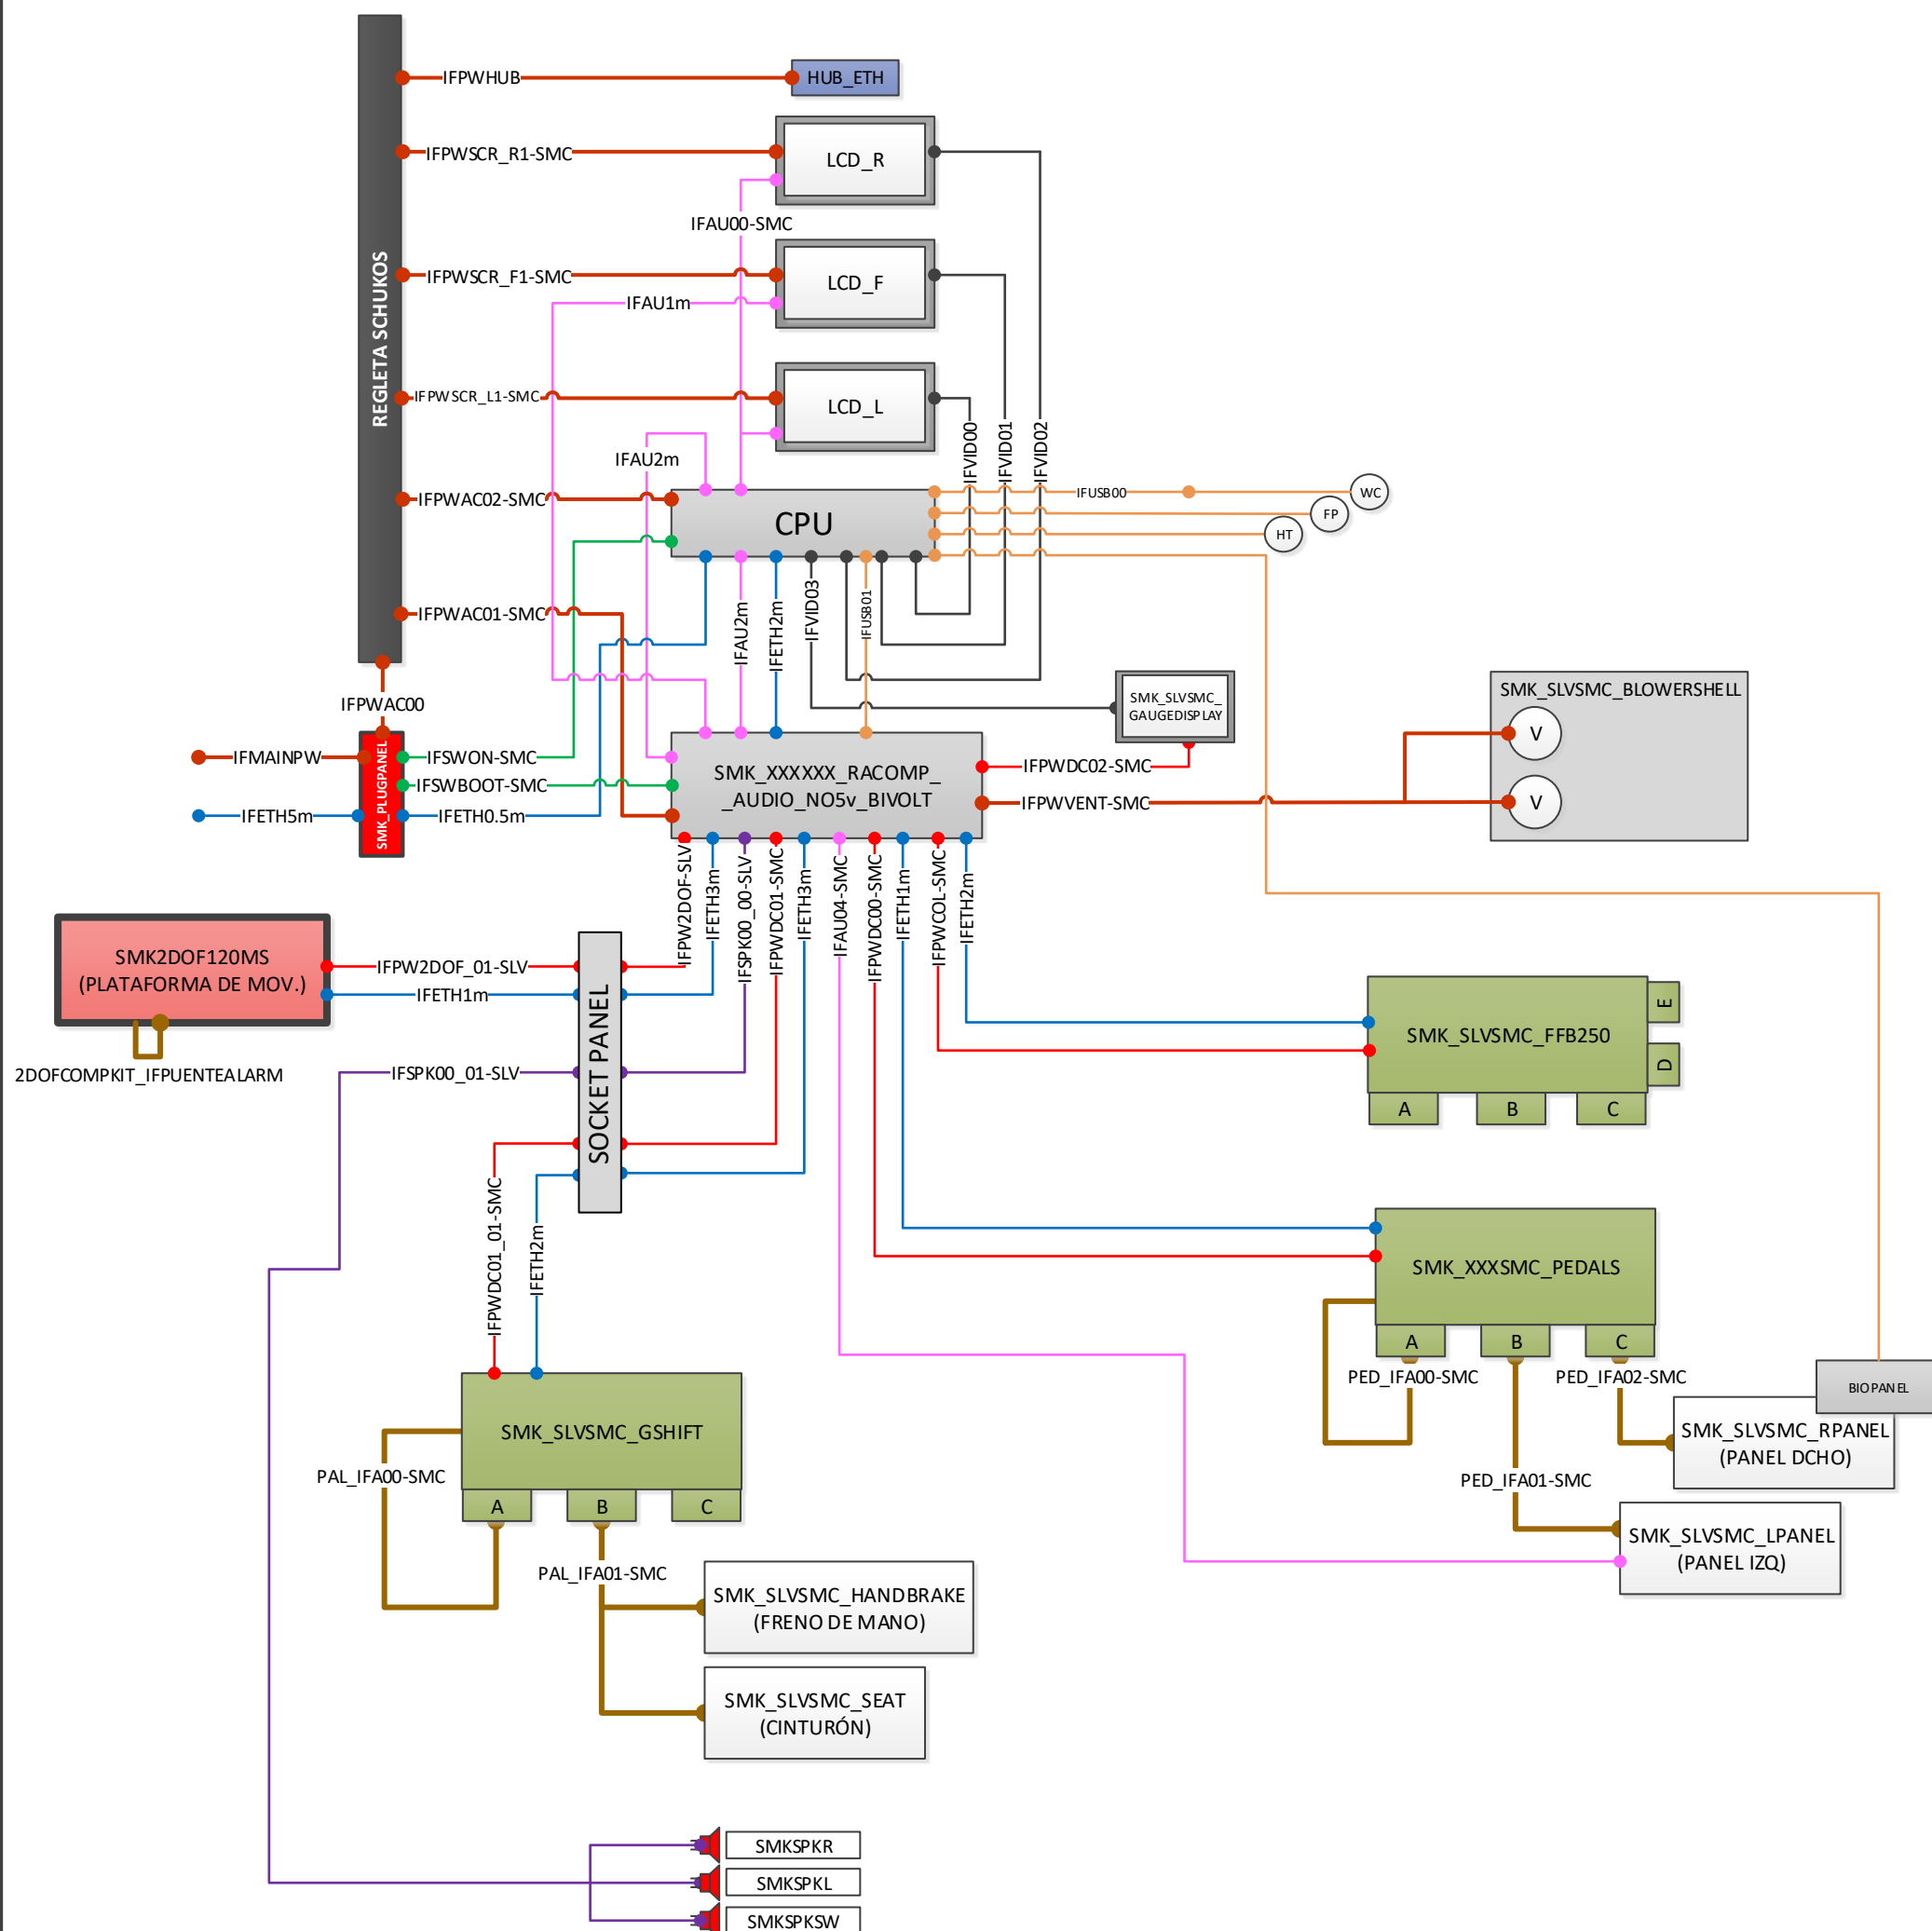 IFPWHUB
HUB_ETH
IFPWSCR_R1-SMC
LCD_R
IFAU00-SMC
REGLETA SCHUKOS
IFPWSCR_F1-SMC
LCD_F
IFAU1m
IFPWSCR_L1-SMC
LCD_L
IFVID00
IFVID01
IFVID02
IFAU2m
IFPWAC02-SMC
CPU
IFUSB00
WC
FP
HT
IFPWAC01-SMC
IFAU2m
IFETH2m
IFVID03
IFUSB01
IFPWAC00
SMK_SLVSMC_
GAUGEDISPLAY
SMK_SLVSMC_BLOWERSHELL
V
V
IFMAINPW
SMK_PLUGPANEL
IFSWON-SMC
IFSWBOOT-SMC
IFETH5m
IFETH0.5m
SMK_XXXXXX_RACOMP_
_AUDIO_NO5v_BIVOLT
IFPWDC02-SMC
IFPWVENT-SMC
IFPW2DOF-SLV
IFETH3m
IFSPK00_00-SLV
IFPWDC01-SMC
IFETH3m
IFAU04-SMC
IFPWDC00-SMC
IFETH1m
IFPWCOL-SMC
IFETH2m
SMK2DOF120MS
(PLATAFORMA DE MOV.)
IFPW2DOF_01-SLV
IFETH1m
2DOFCOMPKIT_IFPUENTEALARM
IFSPK00_01-SLV
SOCKET PANEL
SMK_SLVSMC_FFB250
E
D
A
B
C
IFPWDC01_01-SMC
IFETH2m
SMK_XXXSMC_PEDALS
A
B
C
PED_IFA00-SMC
PED_IFA02-SMC
BIOPANEL
SMK_SLVSMC_RPANEL
(PANEL DCHO)
PED_IFA01-SMC
SMK_SLVSMC_LPANEL
(PANEL IZQ)
SMK_SLVSMC_GSHIFT
PAL_IFA00-SMC
A
B
C
PAL_IFA01-SMC
SMK_SLVSMC_HANDBRAKE
(FRENO DE MANO)
SMK_SLVSMC_SEAT
(CINTURÓN)
SMKSPKR
SMKSPKL
SMKSPKSW